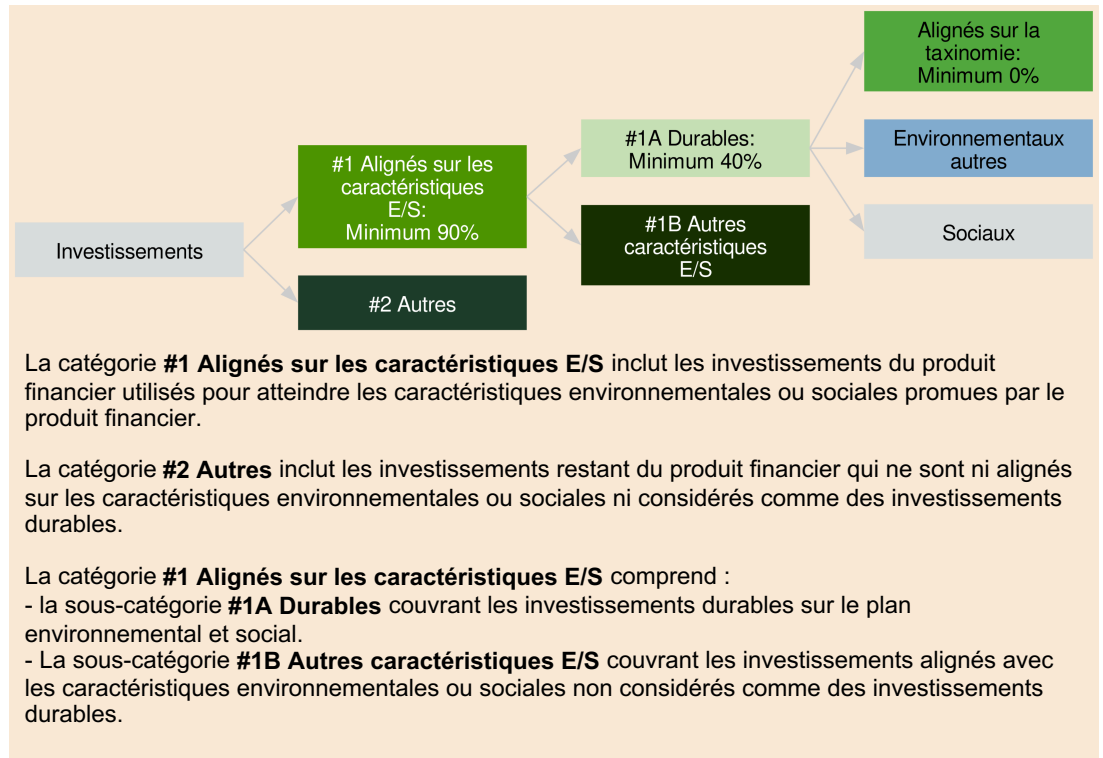 Alignés sur la
taxinomie:
Minimum 0%
#1A Durables:
Minimum 40%
Environnementaux
autres
#1 Alignés sur les
caractéristiques
E/S:
Minimum 90%
#1B Autres
caractéristiques
E/S
Sociaux
Investissements
#2 Autres
La catégorie #1 Alignés sur les caractéristiques E/S inclut les investissements du produit
financier utilisés pour atteindre les caractéristiques environnementales ou sociales promues par le
produit financier.
La catégorie #2 Autres inclut les investissements restant du produit financier qui ne sont ni alignés
sur les caractéristiques environnementales ou sociales ni considérés comme des investissements
durables.
La catégorie #1 Alignés sur les caractéristiques E/S comprend :
- la sous-catégorie #1A Durables couvrant les investissements durables sur le plan
environnemental et social.
- La sous-catégorie #1B Autres caractéristiques E/S couvrant les investissements alignés avec
les caractéristiques environnementales ou sociales non considérés comme des investissements
durables.